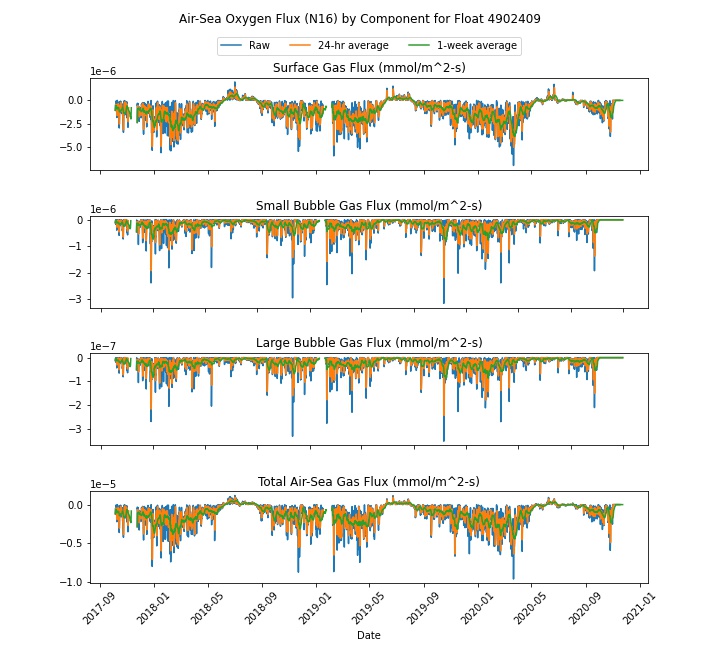 Air-Sea Oxygen Flux (N16) by Component for Float 4902409
Raw 24-hr average 1-week average
Surface Gas Flux (mmol/m^2-s)
1e−6
0.0
−2.5
−5.0
Small Bubble Gas Flux (mmol/m^2-s)
1e−6
0
−1
−2
−3
Large Bubble Gas Flux (mmol/m^2-s)
1e−7
0
−1
−2
−3
Total Air-Sea Gas Flux (mmol/m^2-s)
1e−5
0.0
−0.5
−1.0
2017-09 2018-01 2018-05 2018-09 2019-01 2019-05 2019-09 2020-01 2020-05 2020-09 2021-01
Date